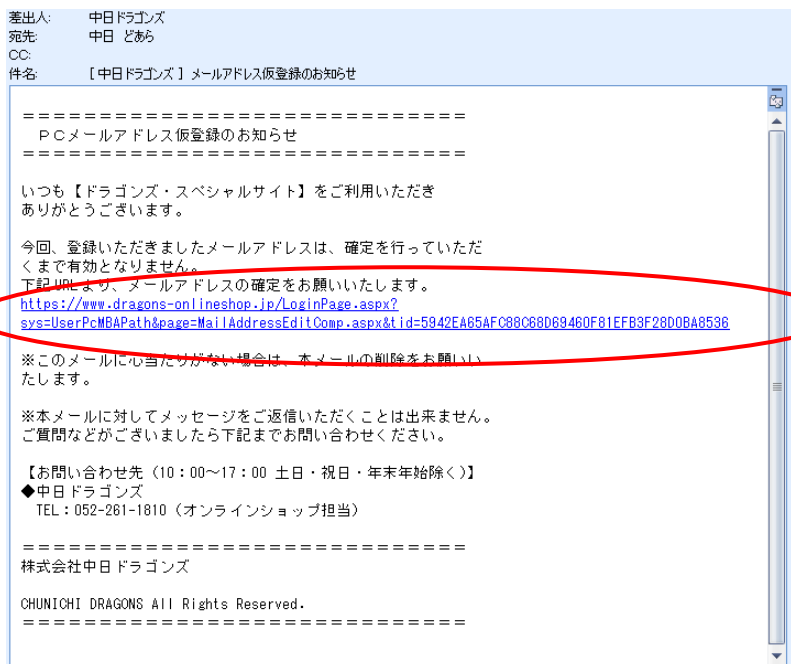 差出人: 中日ドラゴンズ
宛先: 中日 どあら
CC:
件名: [ 中日ドラゴンズ ] メールアドレス仮登録のお知らせ
＝＝＝＝＝＝＝＝＝＝＝＝＝＝＝＝＝＝＝＝＝＝＝＝＝＝＝＝＝
ＰＣメールアドレス仮登録のお知らせ
＝＝＝＝＝＝＝＝＝＝＝＝＝＝＝＝＝＝＝＝＝＝＝＝＝＝＝＝＝
いつも【ドラゴンズ・スペシャルサイト】をご利用いただき
ありがとうございます。
今回、登録いただきましたメールアドレスは、確定を行っていただ
くまで有効となりません。
下記URLより、メールアドレスの確定をお願いいたします。
https://www.dragons-onlineshop.jp/LoginPage.aspx?
sys=UserPcMBAPath&page=MailAddressEditComp.aspx&tid=5942EA65AFC88C68D69460F81EFB3F28D0BA8536
※このメールに心当たりがない場合は、本メールの削除をお願いい
たします。
※本メールに対してメッセージをご返信いただくことは出来ません。
ご質問などがございましたら下記までお問い合わせください。
【お問い合わせ先（10：00～17：00 土日・祝日・年末年始除く）】
◆中日ドラゴンズ
TEL：052-261-1810（オンラインショップ担当）
＝＝＝＝＝＝＝＝＝＝＝＝＝＝＝＝＝＝＝＝＝＝＝＝＝＝＝＝＝
株式会社中日ドラゴンズ
CHUNICHI DRAGONS All Rights Reserved.
＝＝＝＝＝＝＝＝＝＝＝＝＝＝＝＝＝＝＝＝＝＝＝＝＝＝＝＝＝